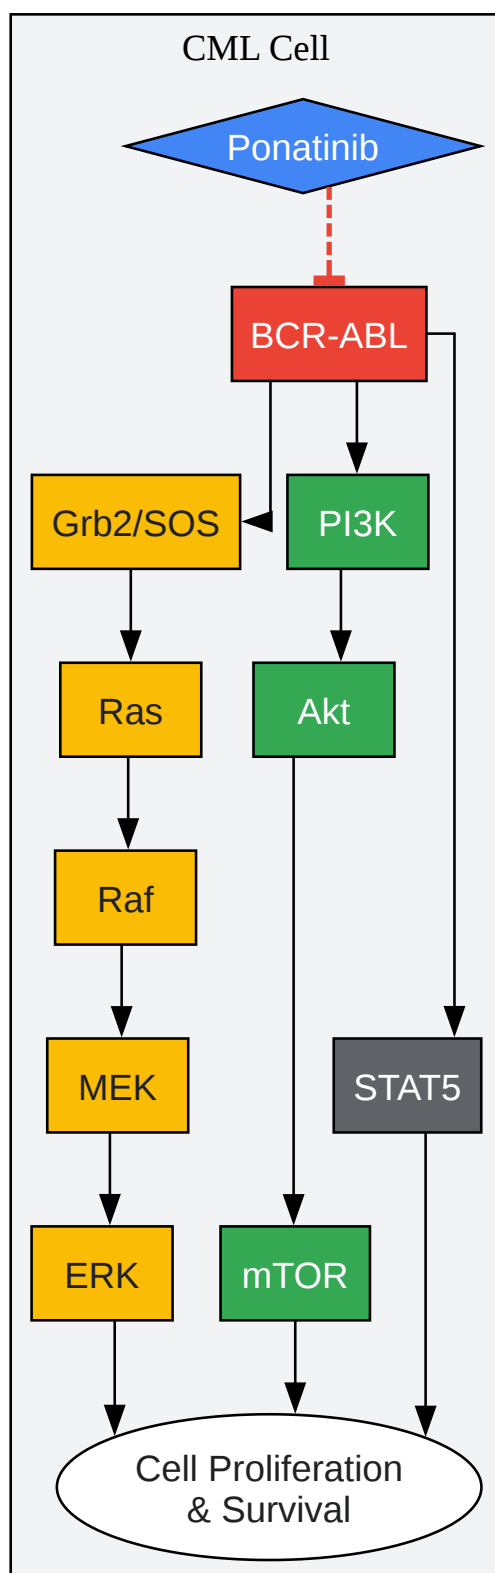 CML Cell
Ponatinib
BCR-ABL
Grb2/SOS
PI3K
Ras
Akt
Raf
MEK
STAT5
ERK
mTOR
Cell Proliferation
& Survival